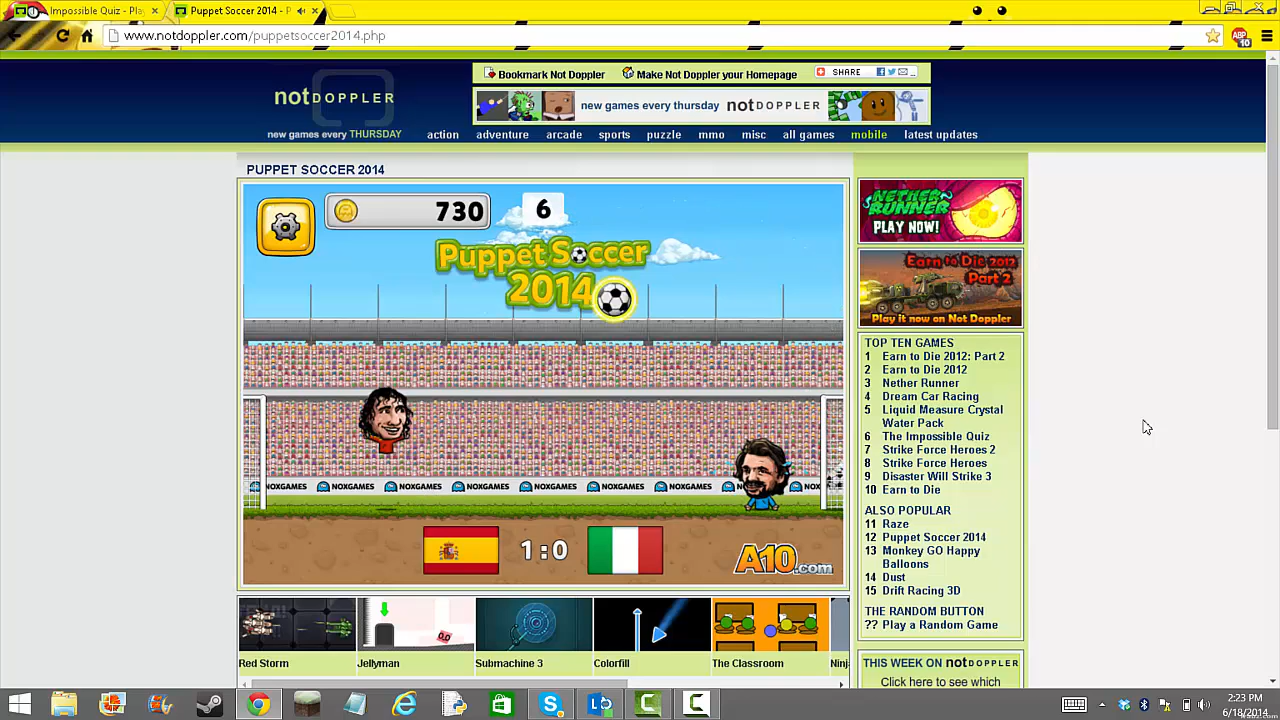 Impossible Quiz - Pla
Puppet Soccer 2014 - P
www.notdoppler.com/puppetsoccer2014.php
ABP
10
Bookmark Not Doppler
Make Not Doppler your Homepage
SHARE
notDOPPLER
new games every THURSDAY
new games every thursday
notDOPPLER
action
adventure
arcade
sports
puzzle
mmo
misc
all games
mobile
latest updates
PUPPET SOCCER 2014
730
6
Puppet Soccer
2014
NOXGAMES
NOXGAMES
NOXGAMES
NOXGAMES
NOXGAMES
NOXGAMES
NOXGAMES
NOX
1:0
A10.com
NETHER
RUNNER
PLAY NOW!
Earn to Die 2012
Part 2
Play it now on Not Doppler
TOP TEN GAMES
1 Earn to Die 2012: Part 2
2 Earn to Die 2012
3 Nether Runner
4 Dream Car Racing
5 Liquid Measure Crystal
Water Pack
6 The Impossible Quiz
7 Strike Force Heroes 2
8 Strike Force Heroes
9 Disaster Will Strike 3
10 Earn to Die
ALSO POPULAR
11 Raze
12 Puppet Soccer 2014
13 Monkey GO Happy
Balloons
14 Dust
15 Drift Racing 3D
THE RANDOM BUTTON
?? Play a Random Game
THIS WEEK ON notDOPPLER
Click here to see which
Red Storm
Jellyman
Submachine 3
Colorfill
The Classroom
Ninj
2:23 PM
6/18/2014